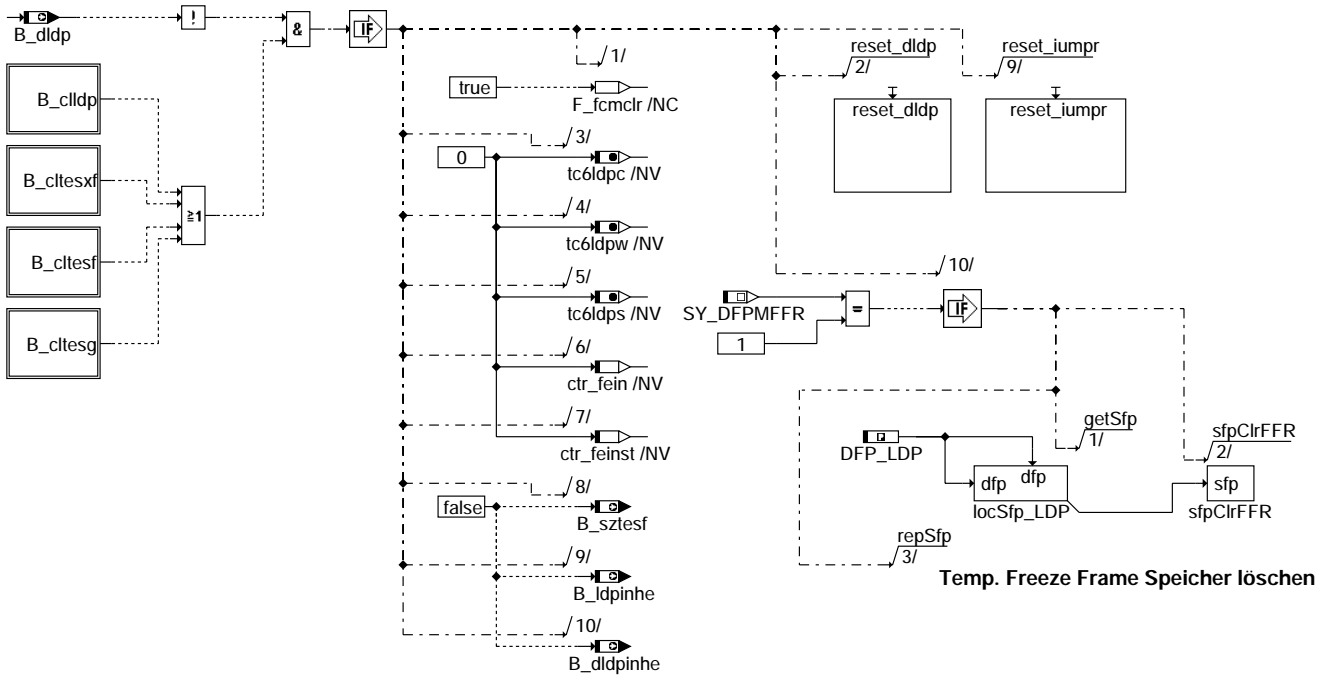 B_dldp
!
&
IF
B_clldp
B_cltesxf
B_cltesf
B_cltesg
≥1
1/
true
F_fcmclr /NC
3/
0
tc6ldpc /NV
4/
tc6ldpw /NV
5/
tc6ldps /NV
6/
ctr_fein /NV
7/
ctr_feinst /NV
8/
false
B_sztesf
9/
B_ldpinhe
10/
B_dldpinhe
reset_dldp
2/
reset_dldp
reset_iumpr
9/
reset_iumpr
10/
SY_DFPMFFR
1
=
IF
getSfp
1/
sfpClrFFR
2/
DFP_LDP
dfp
dfp
locSfp_LDP
sfp
sfpClrFFR
repSfp
3/
Temp. Freeze Frame Speicher löschen